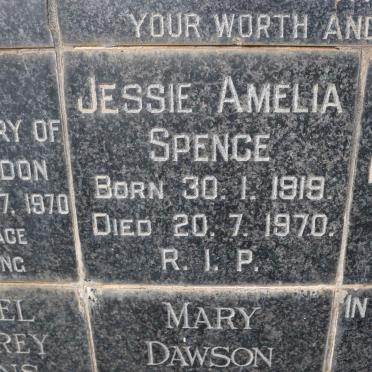 YOUR WORTH AND
JESSIE AMELIA
SPENCE
BORN 30. 1. 1919.
DIED 20. 7. 1970.
R. I. P.
RY OF
DON
7. 1970
AGE
NG
EL
REY
NS
MARY
DAWSON
IN